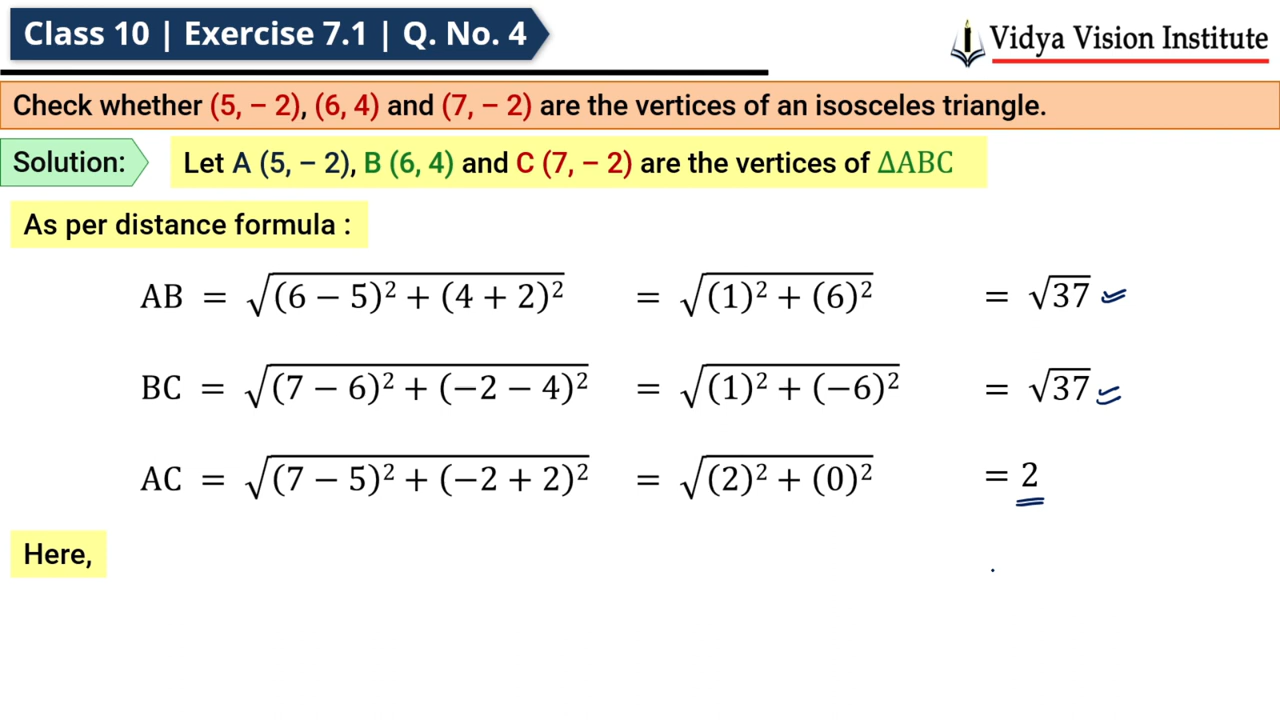 Class 10 | Exercise 7.1 | Q. No. 4
Vidya Vision Institute
Check whether (5, – 2), (6, 4) and (7, – 2) are the vertices of an isosceles triangle.
Solution: Let A (5, – 2), B (6, 4) and C (7, – 2) are the vertices of ΔABC
As per distance formula :
AB = √(6 − 5)² + (4 + 2)² = √(1)² + (6)² = √37
BC = √(7 − 6)² + (−2 − 4)² = √(1)² + (−6)² = √37
AC = √(7 − 5)² + (−2 + 2)² = √(2)² + (0)² = 2
Here,